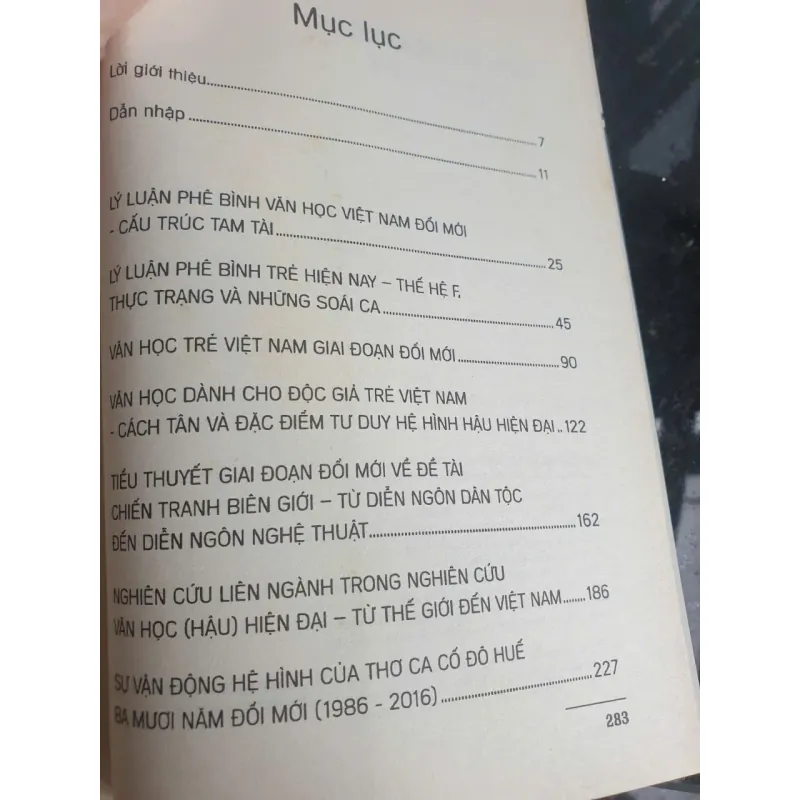 Mục lục
Lời giới thiệu.......................................................7
Dẫn nhập.......................................................11
LÝ LUẬN PHÊ BÌNH VĂN HỌC VIỆT NAM ĐỔI MỚI
- CẤU TRÚC TAM TÀI.......................................................25
LÝ LUẬN PHÊ BÌNH TRẺ HIỆN NAY – THẾ HỆ F,
THỰC TRẠNG VÀ NHỮNG SOÁI CA.......................................................45
VĂN HỌC TRẺ VIỆT NAM GIAI ĐOẠN ĐỔI MỚI..............................90
VĂN HỌC DÀNH CHO ĐỘC GIẢ TRẺ VIỆT NAM
- CÁCH TÂN VÀ ĐẶC ĐIỂM TƯ DUY HỆ HÌNH HẬU HIỆN ĐẠI..122
TIỂU THUYẾT GIAI ĐOẠN ĐỔI MỚI VỀ ĐỀ TÀI
CHIẾN TRANH BIÊN GIỚI – TỪ DIỄN NGÔN DÂN TỘC
ĐẾN DIỄN NGÔN NGHỆ THUẬT.......................................................162
NGHIÊN CỨU LIÊN NGÀNH TRONG NGHIÊN CỨU
VĂN HỌC (HẬU) HIỆN ĐẠI – TỪ THẾ GIỚI ĐẾN VIỆT NAM.......186
SỰ VẬN ĐỘNG HỆ HÌNH CỦA THƠ CA CỐ ĐÔ HUẾ
BA MƯƠI NĂM ĐỔI MỚI (1986 - 2016)........................................227
283